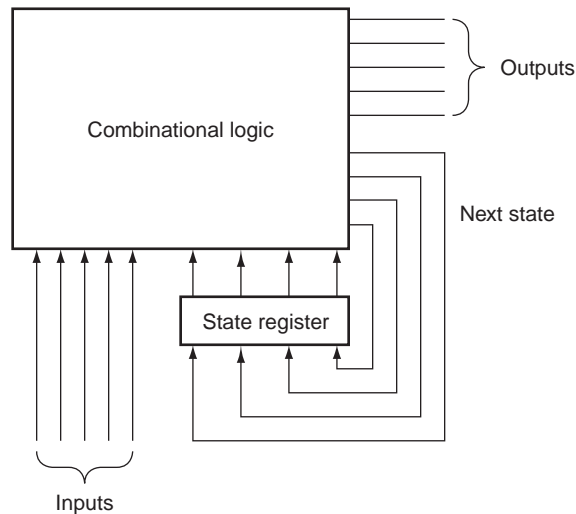 Outputs
Combinational logic
Next state
State register
Inputs